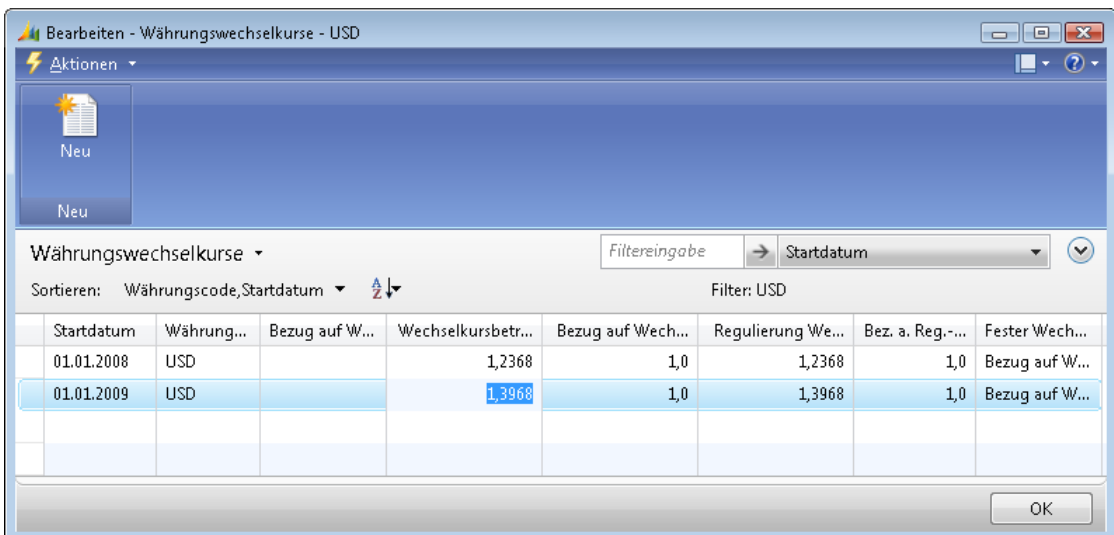 Bearbeiten - Währungswechselkurse - USD
Aktionen
Neu
Neu
Währungswechselkurse
Filtereingabe
Startdatum
Sortieren: Währungscode,Startdatum
Filter: USD
Startdatum Währung... Bezug auf W... Wechselkursbetr... Bezug auf Wech... Regulierung We... Bez. a. Reg.-... Fester Wech...
01.01.2008 USD 1,2368 1,0 1,2368 1,0 Bezug auf W...
01.01.2009 USD 1,3968 1,0 1,3968 1,0 Bezug auf W...
OK